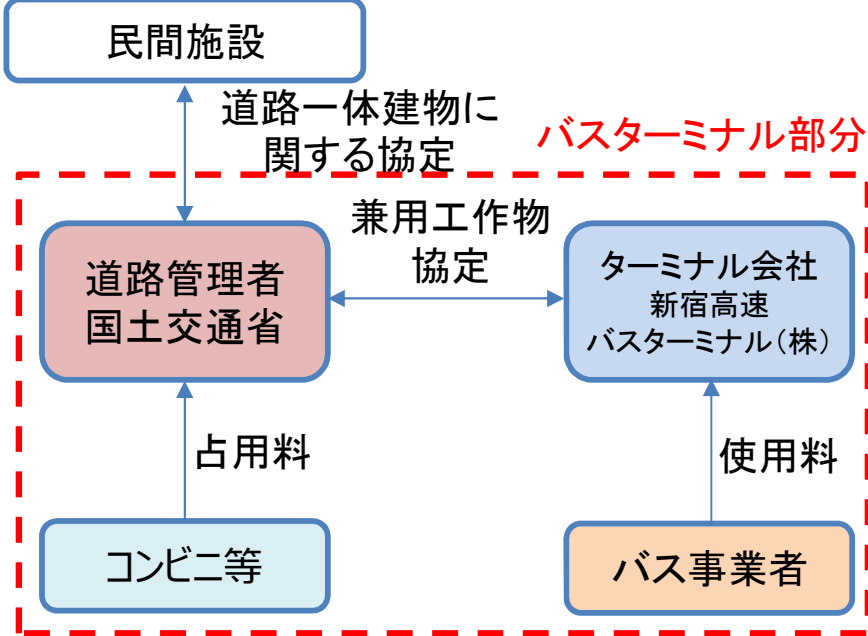 民間施設
道路一体建物に
関する協定
バスターミナル部分
兼用工作物
協定
道路管理者
国土交通省
ターミナル会社
新宿高速
バスターミナル（株）
占用料
使用料
コンビニ等
バス事業者